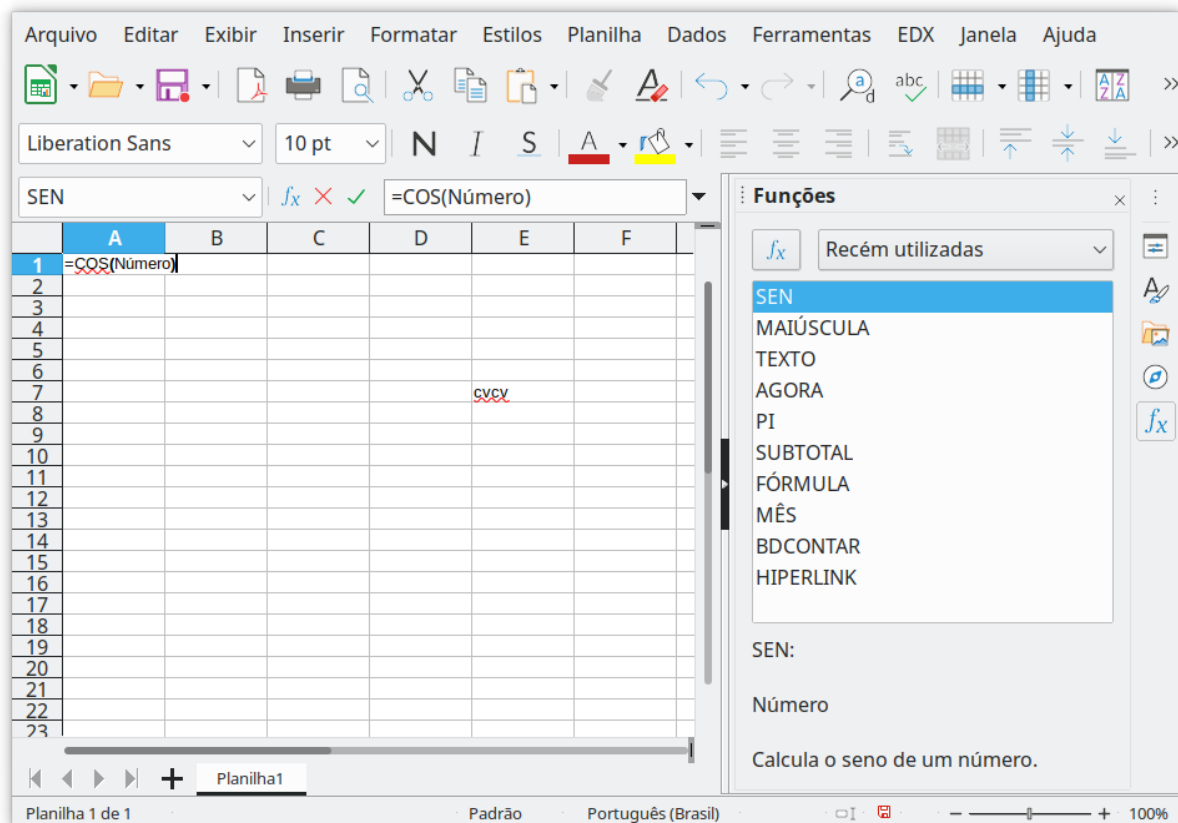 Arquivo Editar Exibir Inserir Formatar Estilos Planilha Dados Ferramentas EDX Janela Ajuda
Liberation Sans 10 pt N I S A
SEN fx =COS(Número)
Funções
fx Recém utilizadas
A B C D E F
1 =COS(Número)
2
3
4
5
6
7 cvcv
8
9
10
11
12
13
14
15
16
17
18
19
20
21
22
23
SEN
MAIÚSCULA
TEXTO
AGORA
PI
SUBTOTAL
FÓRMULA
MÊS
BDCONTAR
HIPERLINK
SEN:
Número
Calcula o seno de um número.
Planilha1
Planilha 1 de 1 Padrão Português (Brasil) 100%